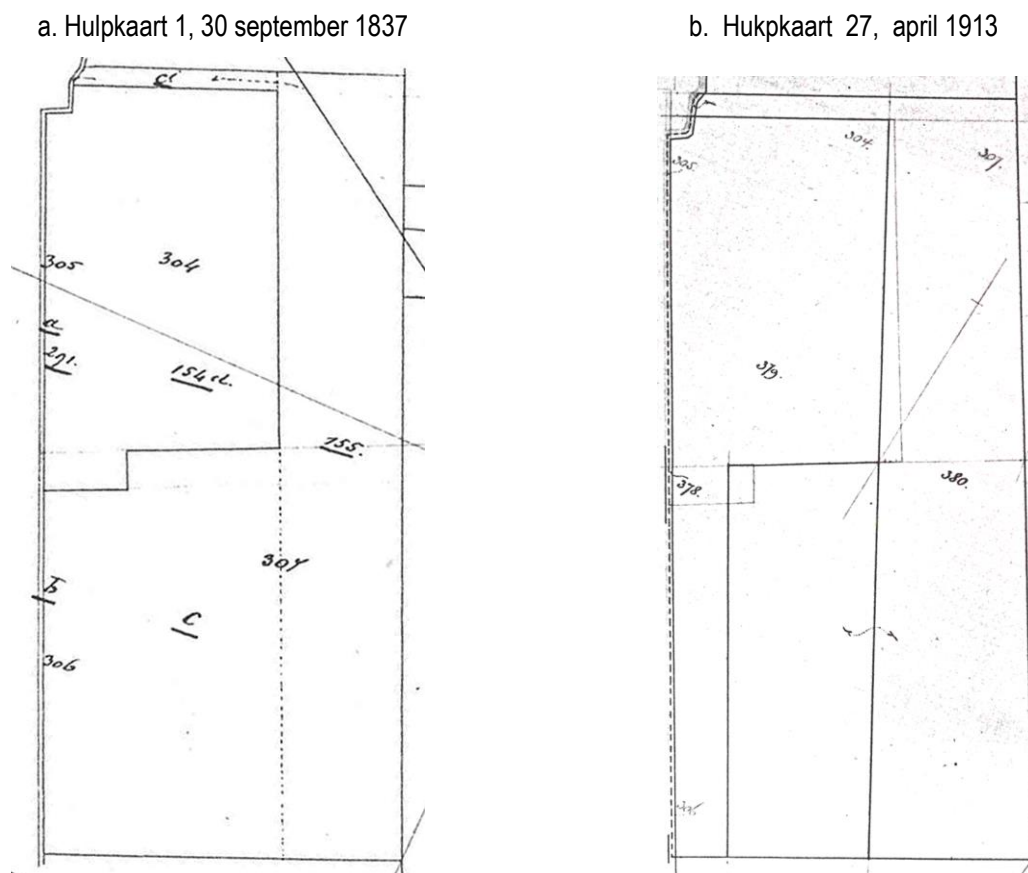 a. Hulpkaart 1, 30 september 1837
b. Hukpkaart 27, april 1913
c'
305
304
a
271.
154 d.
155.
307
b
C
306
304.
307.
305.
379.
378.
380.